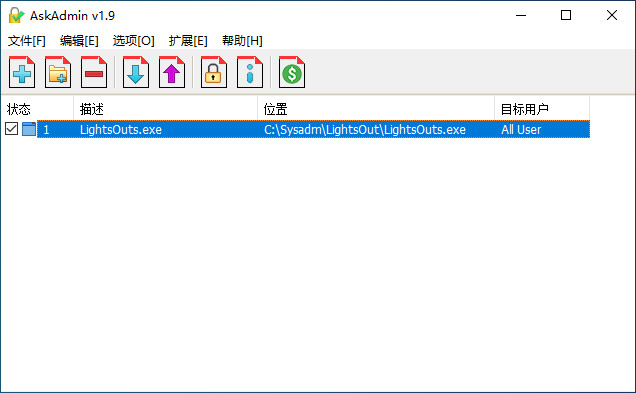 AskAdmin v1.9
文件[F] 编辑[E] 选项[O] 扩展[E] 帮助[H]
状态 描述 位置 目标用户
1 LightsOuts.exe C:\Sysadm\LightsOut\LightsOuts.exe All User